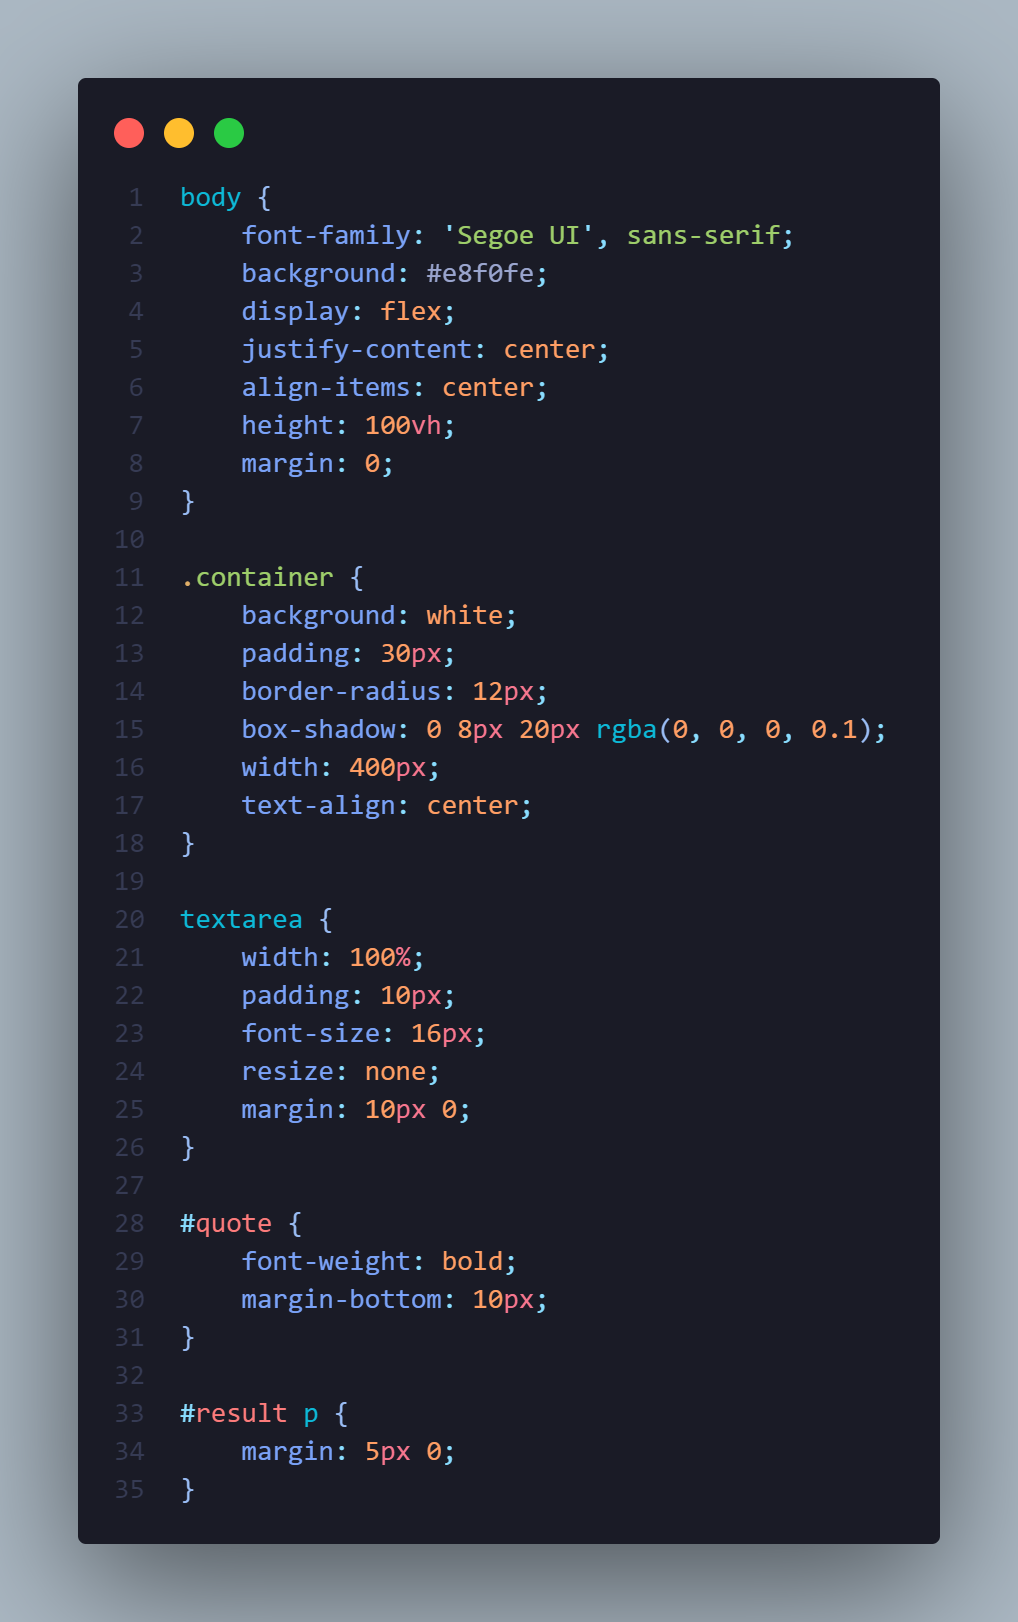 1 body {
2     font-family: 'Segoe UI', sans-serif;
3     background: #e8f0fe;
4     display: flex;
5     justify-content: center;
6     align-items: center;
7     height: 100vh;
8     margin: 0;
9 }
10
11 .container {
12     background: white;
13     padding: 30px;
14     border-radius: 12px;
15     box-shadow: 0 8px 20px rgba(0, 0, 0, 0.1);
16     width: 400px;
17     text-align: center;
18 }
19
20 textarea {
21     width: 100%;
22     padding: 10px;
23     font-size: 16px;
24     resize: none;
25     margin: 10px 0;
26 }
27
28 #quote {
29     font-weight: bold;
30     margin-bottom: 10px;
31 }
32
33 #result p {
34     margin: 5px 0;
35 }